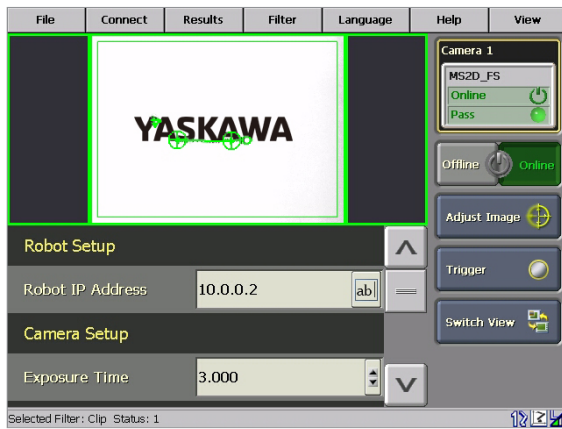 File Connect Results Filter Language Help View
YASKAWA
Camera 1
MS2D_FS
Online
Pass
Offline Online
Adjust Image
Trigger
Switch View
Robot Setup
Robot IP Address 10.0.0.2 ab
Camera Setup
Exposure Time 3.000
Selected Filter: Clip Status: 1